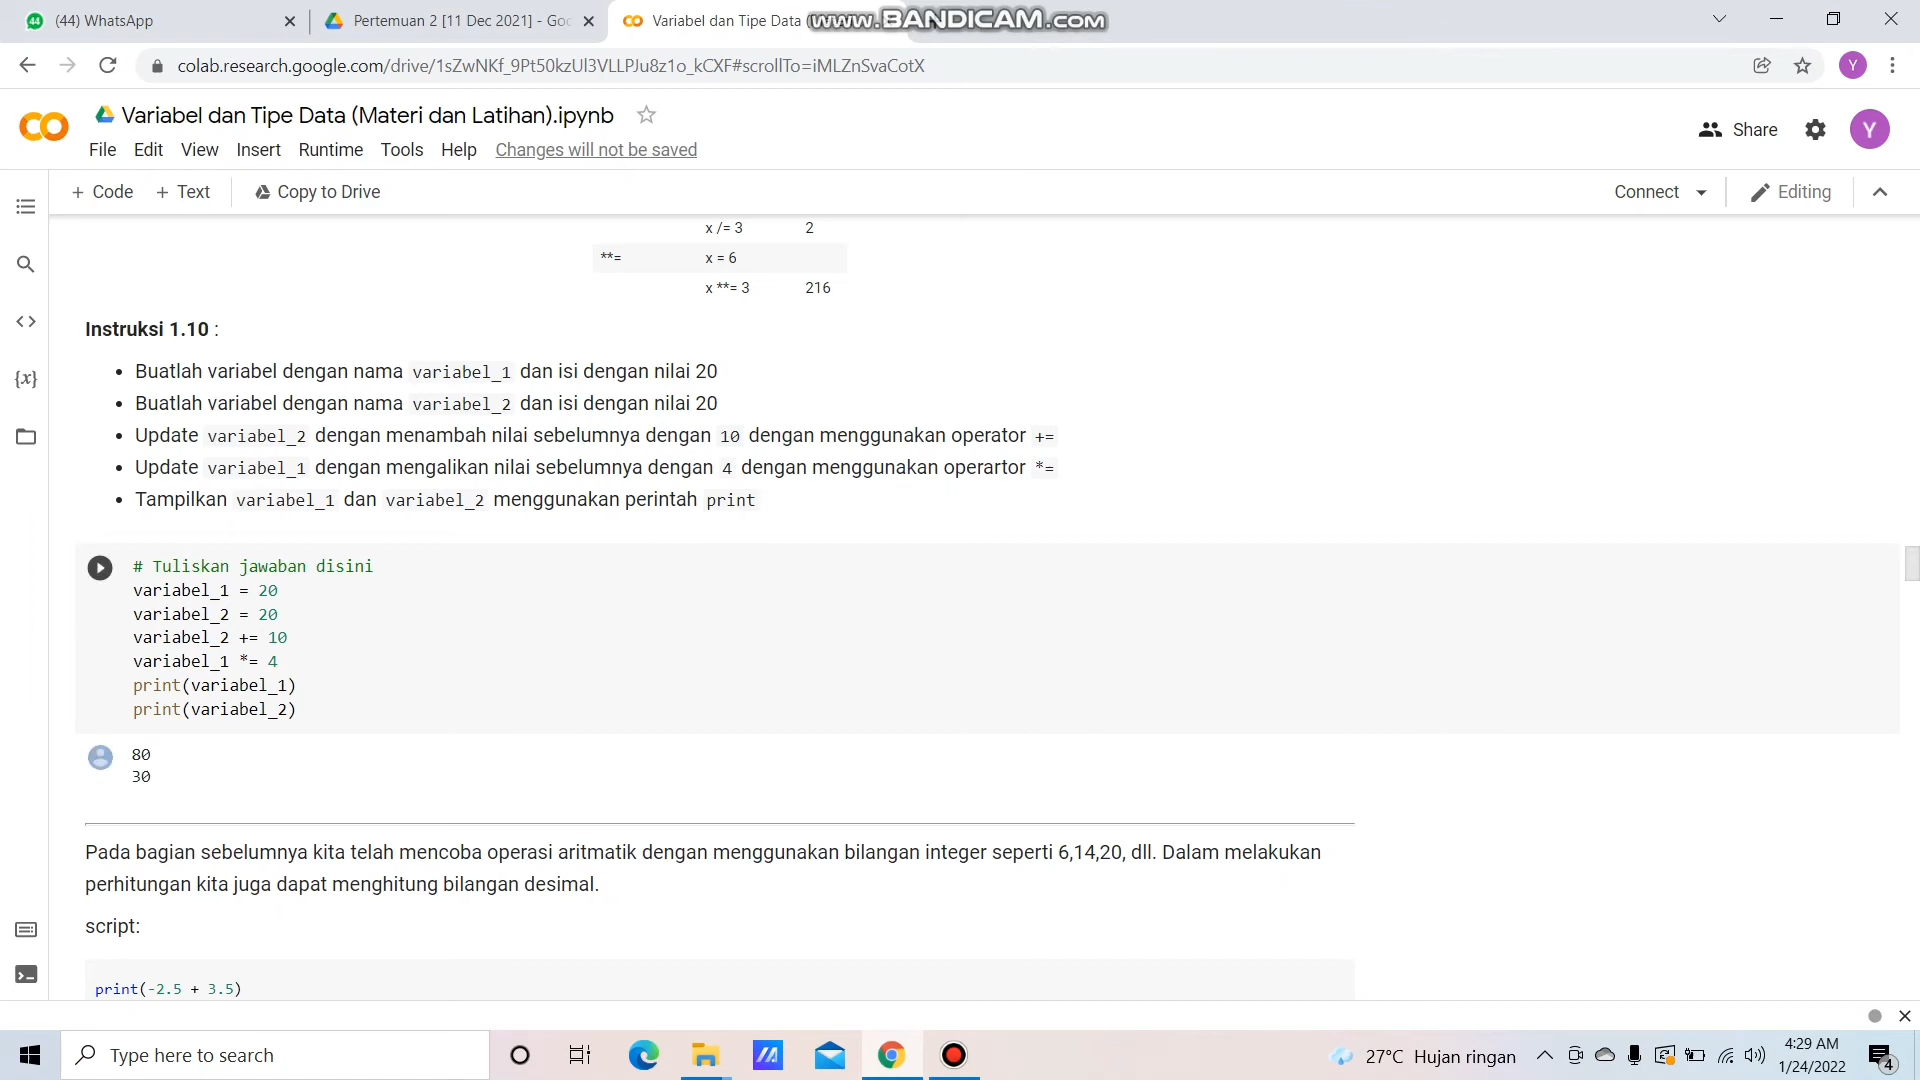 (44) WhatsApp
Pertemuan 2 [11 Dec 2021] - Goo
Variabel dan Tipe Data (
www.BANDICAM.COM
colab.research.google.com/drive/1sZwNKf_9Pt50kzUl3VLLPJu8z1o_kCXF#scrollTo=iMLZnSvaCotX
Y
CO
Variabel dan Tipe Data (Materi dan Latihan).ipynb
Share
Y
File Edit View Insert Runtime Tools Help Changes will not be saved
+ Code + Text Copy to Drive
Connect
Editing
x /= 3 2
**= x = 6
x **= 3 216
Instruksi 1.10 :
• Buatlah variabel dengan nama variabel_1 dan isi dengan nilai 20
• Buatlah variabel dengan nama variabel_2 dan isi dengan nilai 20
• Update variabel_2 dengan menambah nilai sebelumnya dengan 10 dengan menggunakan operator +=
• Update variabel_1 dengan mengalikan nilai sebelumnya dengan 4 dengan menggunakan operartor *=
• Tampilkan variabel_1 dan variabel_2 menggunakan perintah print
# Tuliskan jawaban disini
variabel_1 = 20
variabel_2 = 20
variabel_2 += 10
variabel_1 *= 4
print(variabel_1)
print(variabel_2)
80
30
Pada bagian sebelumnya kita telah mencoba operasi aritmatik dengan menggunakan bilangan integer seperti 6,14,20, dll. Dalam melakukan
perhitungan kita juga dapat menghitung bilangan desimal.
script:
print(-2.5 + 3.5)
Type here to search
27°C Hujan ringan
4:29 AM
1/24/2022
4